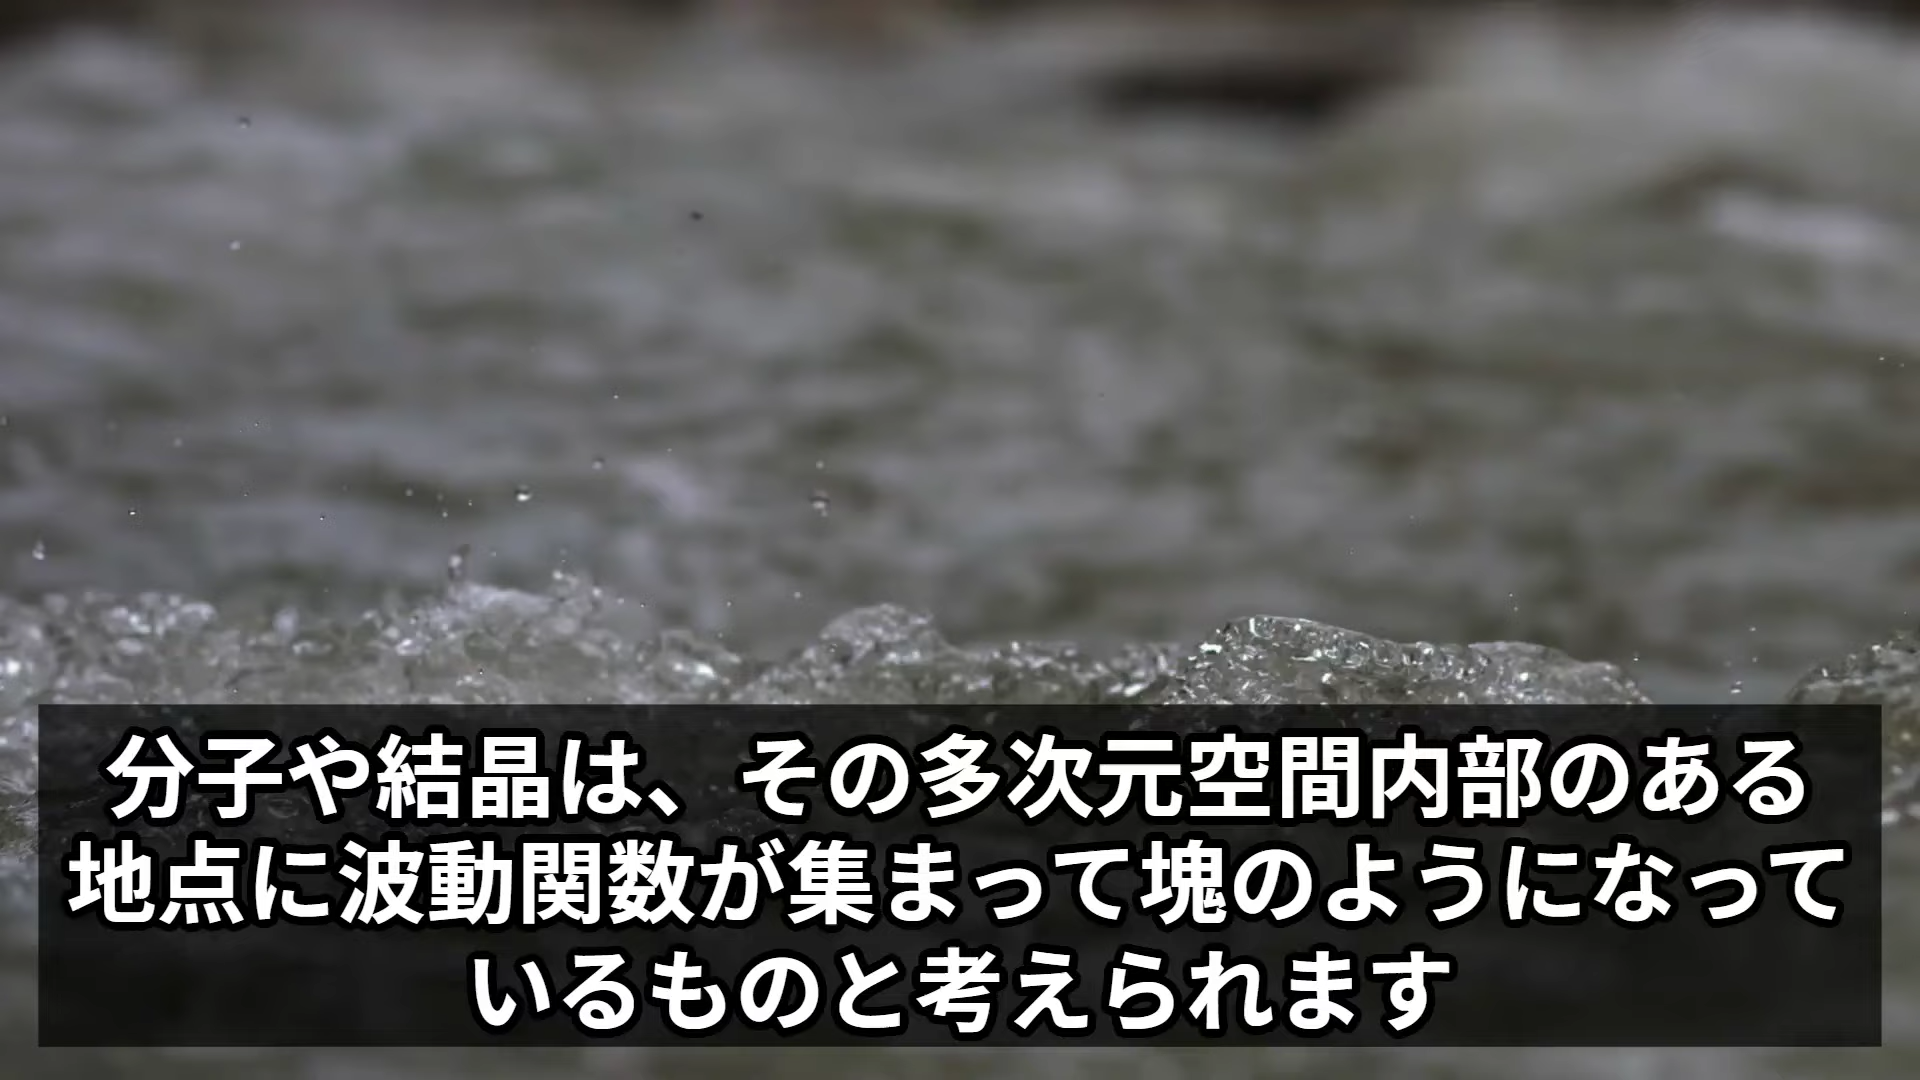 分子や結晶は、その多次元空間内部のある
地点に波動関数が集まって塊のようになって
いるものと考えられます